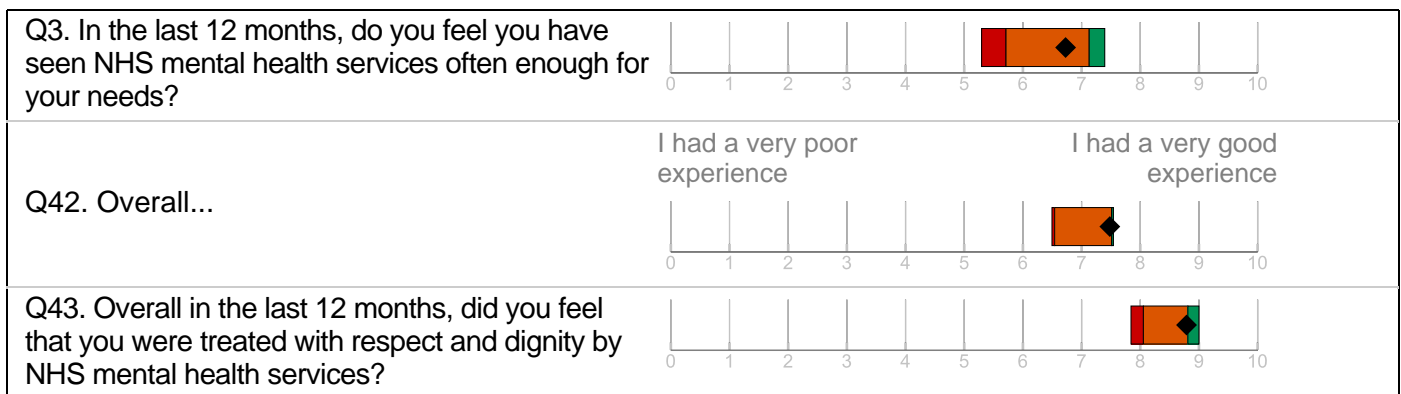 Q3. In the last 12 months, do you feel you have
seen NHS mental health services often enough for
your needs?
0 1 2 3 4 5 6 7 8 9 10
I had a very poor
experience
I had a very good
experience
Q42. Overall...
0 1 2 3 4 5 6 7 8 9 10
Q43. Overall in the last 12 months, did you feel
that you were treated with respect and dignity by
NHS mental health services?
0 1 2 3 4 5 6 7 8 9 10